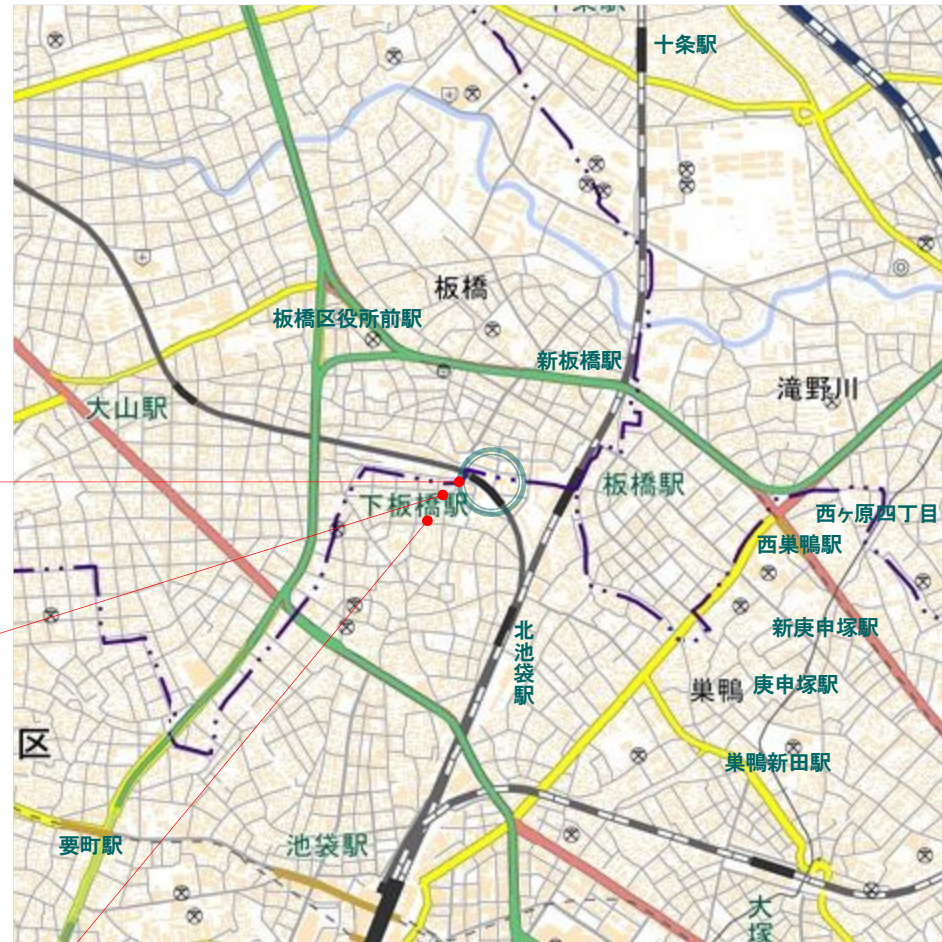 十条駅
板橋
板橋区役所前駅
新板橋駅
滝野川
大山駅
板橋駅
下板橋駅
西ヶ原四丁目
西巣鴨駅
新庚申塚駅
北池袋駅
巣鴨
庚申塚駅
区
巣鴨新田駅
要町駅
池袋駅
大塚